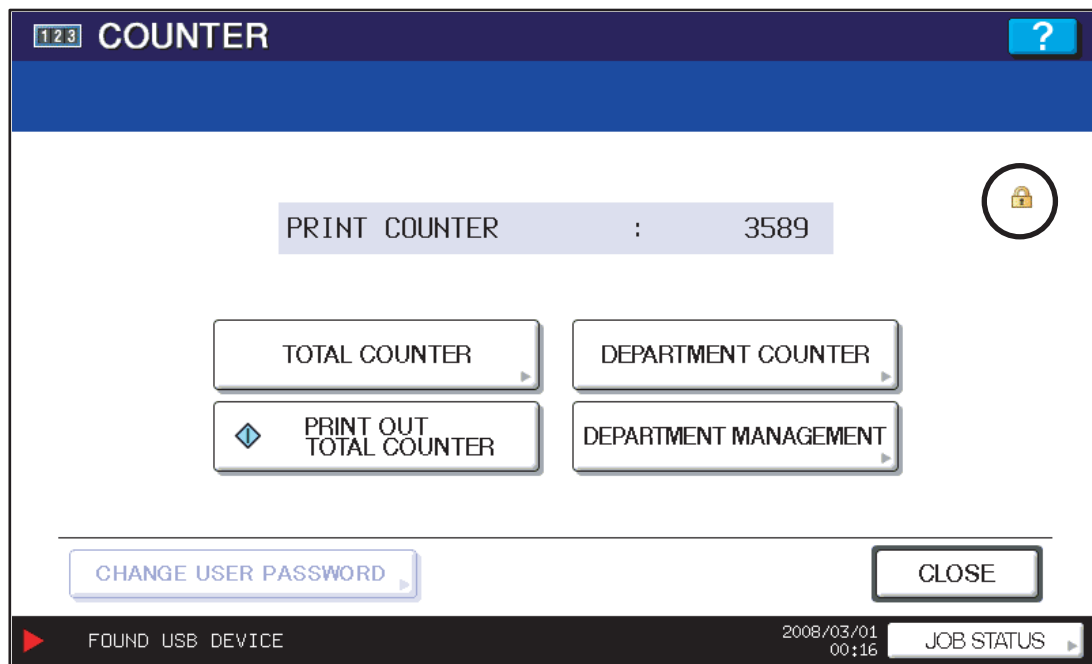 123 COUNTER ?
PRINT COUNTER : 3589
TOTAL COUNTER
DEPARTMENT COUNTER
PRINT OUT
TOTAL COUNTER
DEPARTMENT MANAGEMENT
CHANGE USER PASSWORD
CLOSE
FOUND USB DEVICE
2008/03/01
00:16
JOB STATUS